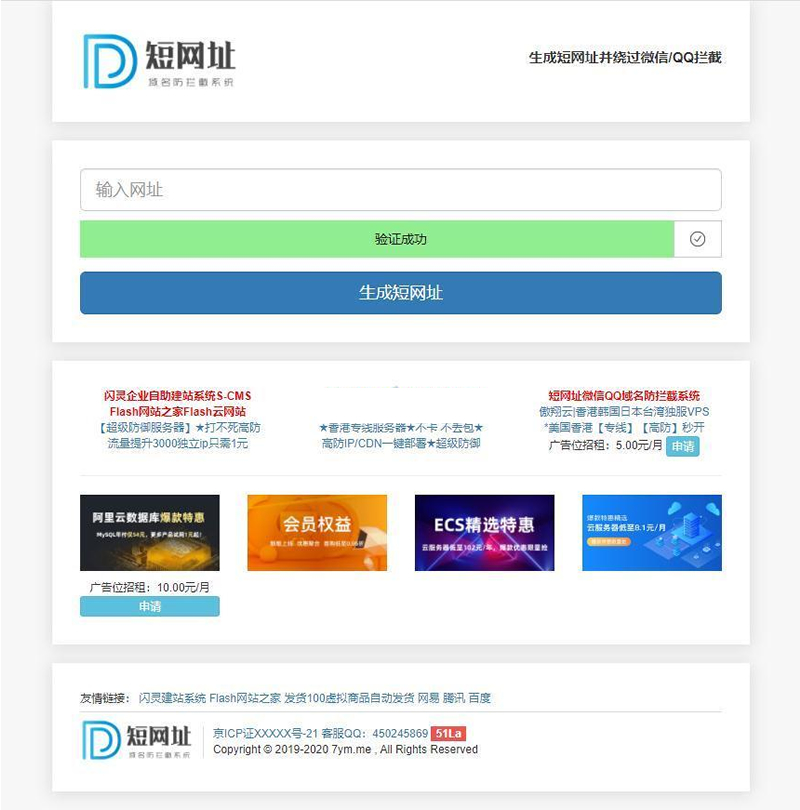 短网址
域名防拦截系统
生成短网址并绕过微信/QQ拦截
输入网址
验证成功
生成短网址
闪灵企业自助建站系统S-CMS
Flash网站之家Flash云网站
【超级防御服务器】★打不死高防
流量提升3000独立ip只需1元
★香港专线服务器★不卡 不丢包★
高防IP/CDN一键部署★超级防御
短网址微信QQ域名防拦截系统
傲翔云|香港韩国日本台湾独服VPS
*美国香港【专线】【高防】秒开
广告位招租：5.00元/月 申请
阿里云数据库爆款特惠
MySQL年付仅54元，更多产品试用1元起！
会员权益
ECS精选特惠
云服务器低至102元/年，爆款优惠限量抢
爆款特惠精选
云服务器低至8.1元/月
广告位招租：10.00元/月
申请
友情链接： 闪灵建站系统 Flash网站之家 发货100虚拟商品自动发货 网易 腾讯 百度
短网址
域名防拦截系统
京ICP证XXXXX号-21 客服QQ：450245869 51La
Copyright © 2019-2020 7ym.me , All Rights Reserved